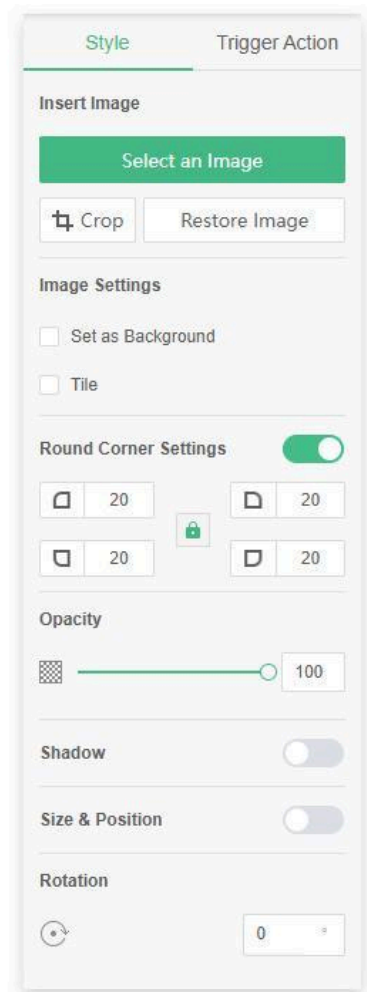 Style Trigger Action
Insert Image
Select an Image
Crop Restore Image
Image Settings
Set as Background
Tile
Round Corner Settings
20 20
20 20
Opacity
100
Shadow
Size & Position
Rotation
0 °